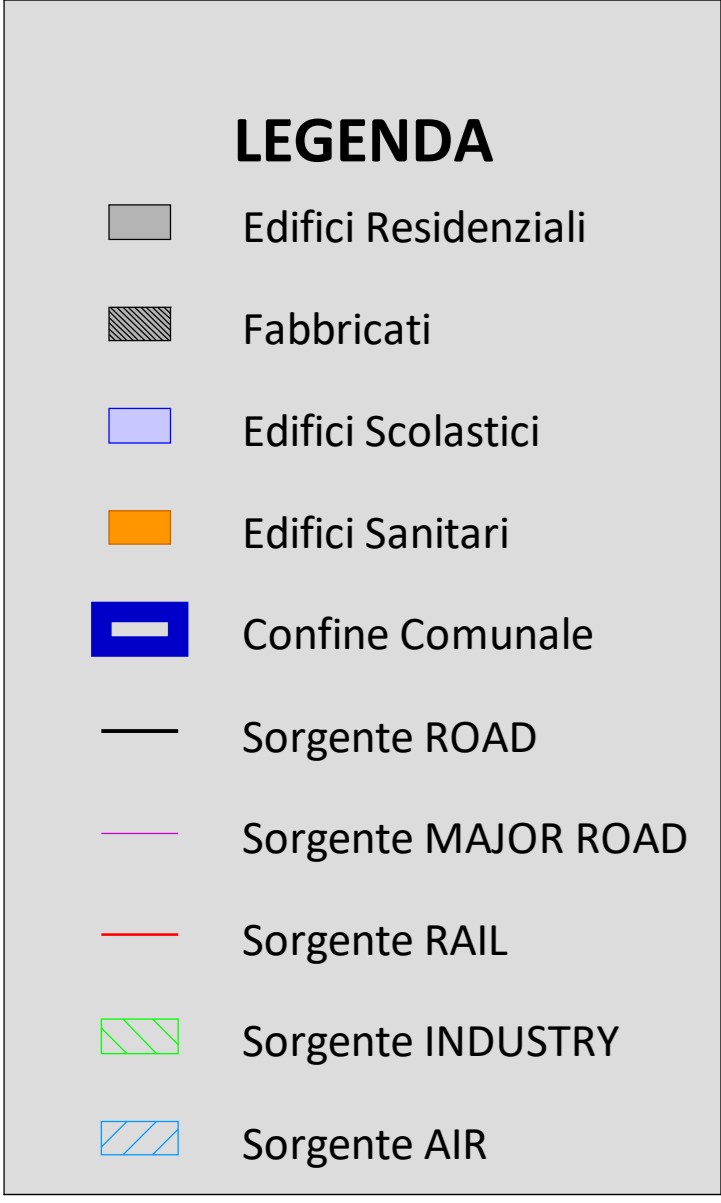 LEGENDA
Edifici Residenziali
Fabbricati
Edifici Scolastici
Edifici Sanitari
Confine Comunale
Sorgente ROAD
Sorgente MAJOR ROAD
Sorgente RAIL
Sorgente INDUSTRY
Sorgente AIR